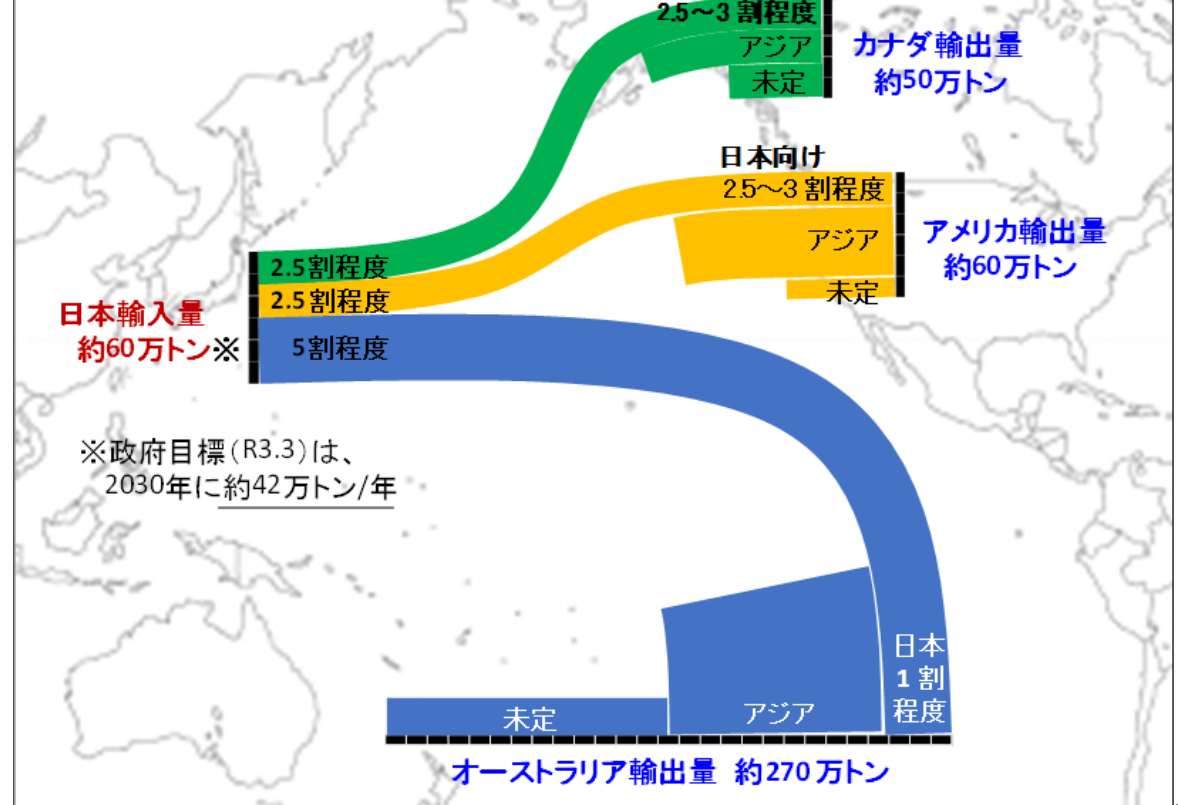 2.5～3 割程度
アジア
未定
カナダ輸出量
約50万トン
日本向け
2.5～3 割程度
アジア
未定
アメリカ輸出量
約60万トン
2.5割程度
2.5割程度
5割程度
日本輸入量
約60万トン※
※政府目標（R3.3）は、
2030年に約42万トン/年
日本
1 割
程度
未定
アジア
オーストラリア輸出量 約270万トン